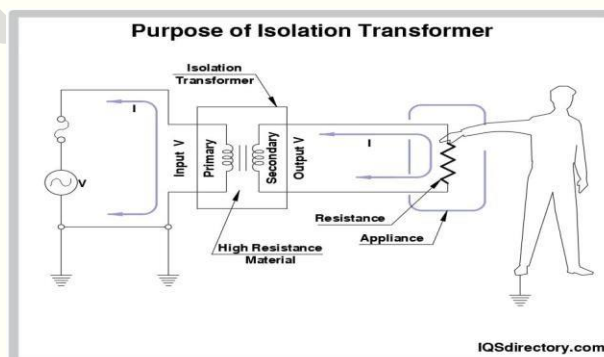 Purpose of Isolation Transformer
Isolation
Transformer
I
V
Input V
Primary
Secondary
Output V
I
Resistance
Appliance
High Resistance
Material
IQSdirectory.com